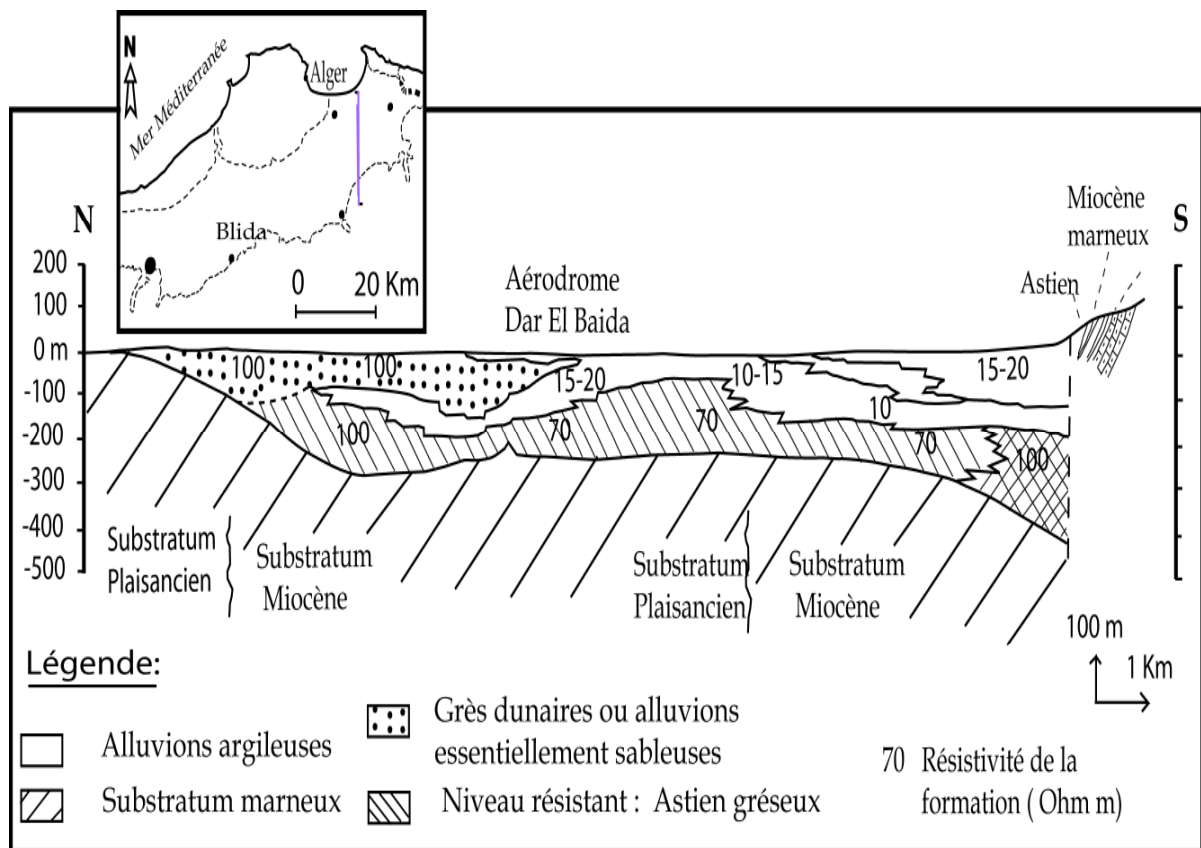 N
Mer Méditerranée
Alger
Blida
0 20 Km
N
S
200
100
0 m
-100
-200
-300
-400
-500
Aérodrome
Dar El Baida
Miocène
marneux
Astien
100
100
15-20
10-15
15-20
10
100
70
70
70
100
Substratum
Plaisancien
Substratum
Miocène
Substratum
Plaisancien
Substratum
Miocène
100 m
1 Km
Légende:
Alluvions argileuses
Substratum marneux
Grès dunaires ou alluvions
essentiellement sableuses
Niveau résistant : Astien gréseux
70 Résistivité de la
formation ( Ohm m)